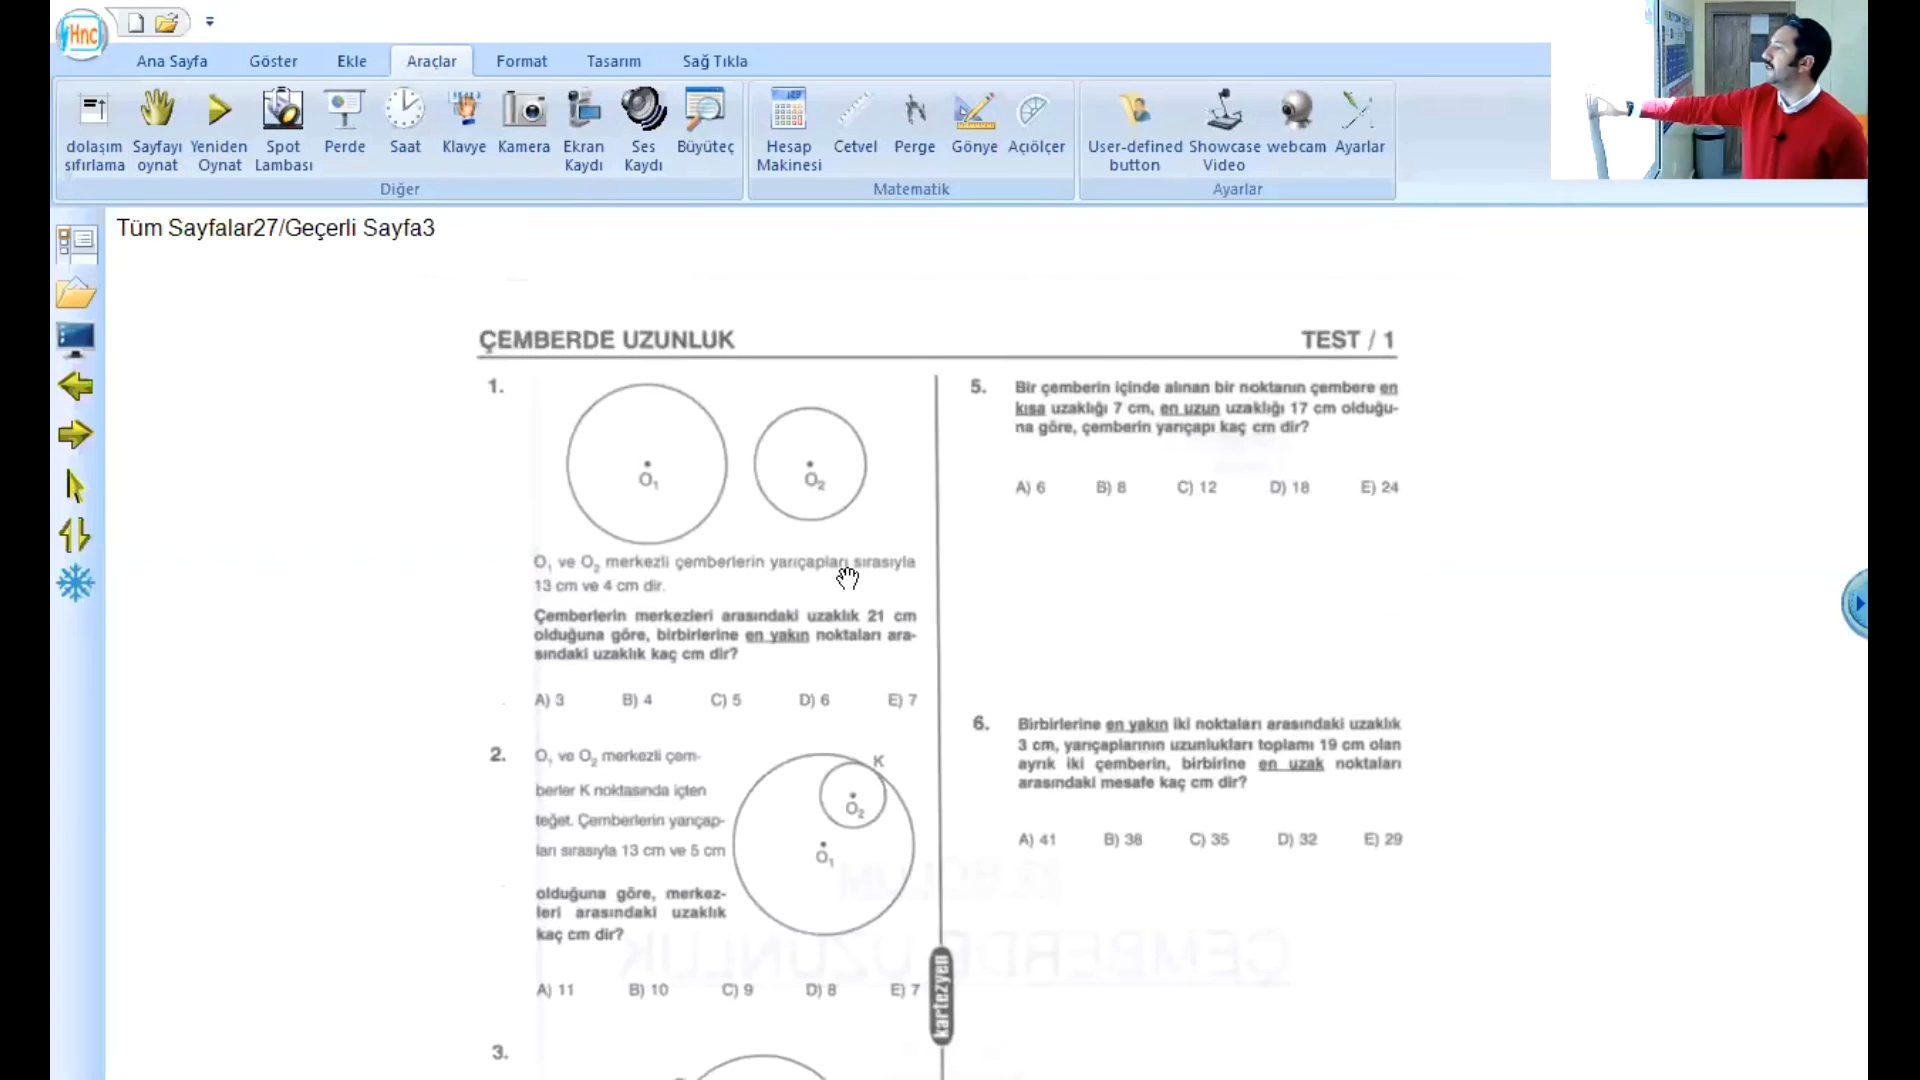 Hnc
Ana Sayfa
Göster
Ekle
Araçlar
Format
Tasarım
Sağ Tıkla
dolaşım sıfırlama
Sayfayı oynat
Yeniden Oynat
Spot Lambası
Perde
Saat
Klavye
Kamera
Ekran Kaydı
Ses Kaydı
Büyüteç
Diğer
Hesap Makinesi
Cetvel
Perge
Gönye
Açıölçer
Matematik
User-defined button
Showcase Video
webcam
Ayarlar
Ayarlar
Tüm Sayfalar27/Geçerli Sayfa3
ÇEMBERDE UZUNLUK
TEST / 1
1.
O₁
O₂
O₁ ve O₂ merkezli çemberlerin yarıçapları sırasıyla
13 cm ve 4 cm dir.
Çemberlerin merkezleri arasındaki uzaklık 21 cm
olduğuna göre, birbirlerine en yakın noktaları ara-
sındaki uzaklık kaç cm dir?
A) 3 B) 4 C) 5 D) 6 E) 7
2.
O₁ ve O₂ merkezli çem-
berler K noktasında içten
teğet. Çemberlerin yarıçap-
ları sırasıyla 13 cm ve 5 cm
olduğuna göre, merkez-
leri arasındaki uzaklık
kaç cm dir?
K
O₂
O₁
A) 11 B) 10 C) 9 D) 8 E) 7
3.
kartezyen
5.
Bir çemberin içinde alınan bir noktanın çembere en
kısa uzaklığı 7 cm, en uzun uzaklığı 17 cm olduğu-
na göre, çemberin yarıçapı kaç cm dir?
A) 6 B) 8 C) 12 D) 18 E) 24
6.
Birbirlerine en yakın iki noktaları arasındaki uzaklık
3 cm, yarıçaplarının uzunlukları toplamı 19 cm olan
ayrık iki çemberin, birbirine en uzak noktaları
arasındaki mesafe kaç cm dir?
A) 41 B) 38 C) 35 D) 32 E) 29